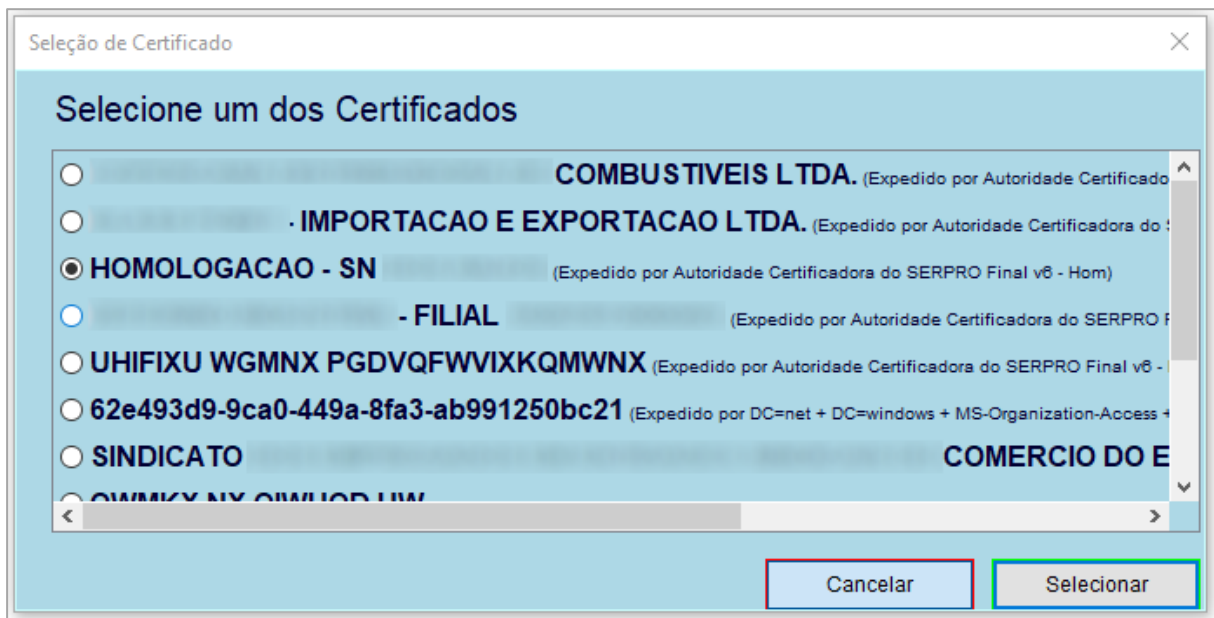 Seleção de Certificado
Selecione um dos Certificados
COMBUSTIVEIS LTDA. (Expedido por Autoridade Certificado
- IMPORTACAO E EXPORTACAO LTDA. (Expedido por Autoridade Certificadora do
HOMOLOGACAO - SN (Expedido por Autoridade Certificadora do SERPRO Final v6 - Hom)
- FILIAL (Expedido por Autoridade Certificadora do SERPRO F
UHIFIXU WGMNX PGDVQFWVIXKQMWNX (Expedido por Autoridade Certificadora do SERPRO Final v6 -
62e493d9-9ca0-449a-8fa3-ab991250bc21 (Expedido por DC=net + DC=windows + MS-Organization-Access +
SINDICATO COMERCIO DO E
Cancelar Selecionar